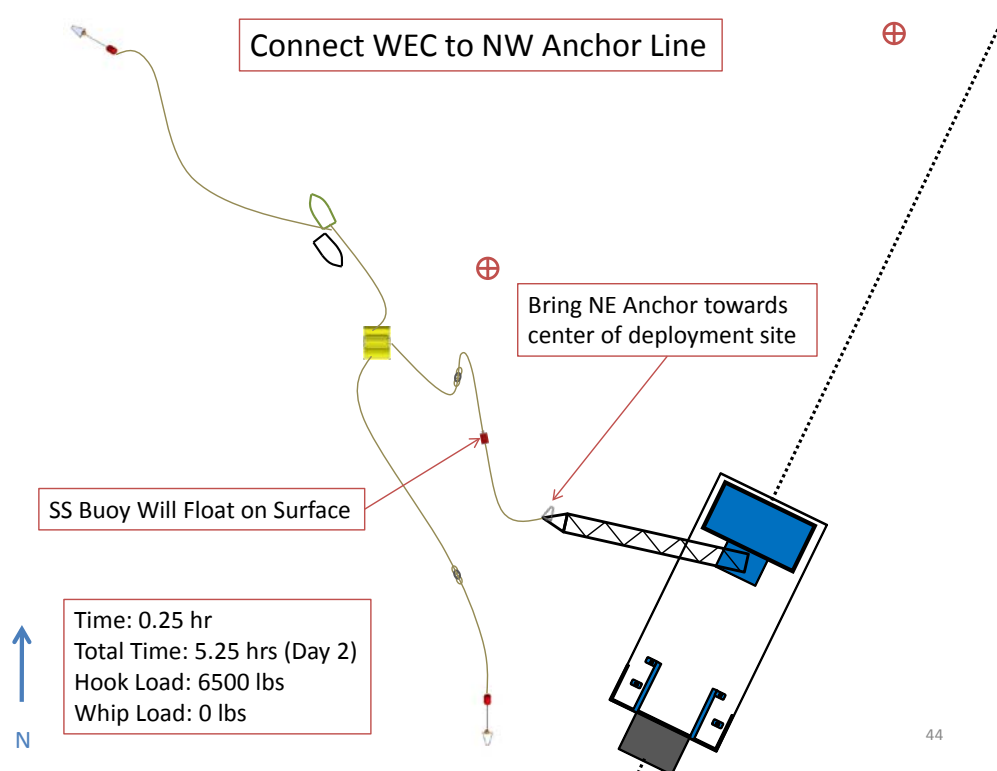 Connect WEC to NW Anchor Line
Bring NE Anchor towards
center of deployment site
SS Buoy Will Float on Surface
Time: 0.25 hr
Total Time: 5.25 hrs (Day 2)
Hook Load: 6500 lbs
Whip Load: 0 lbs
N
44